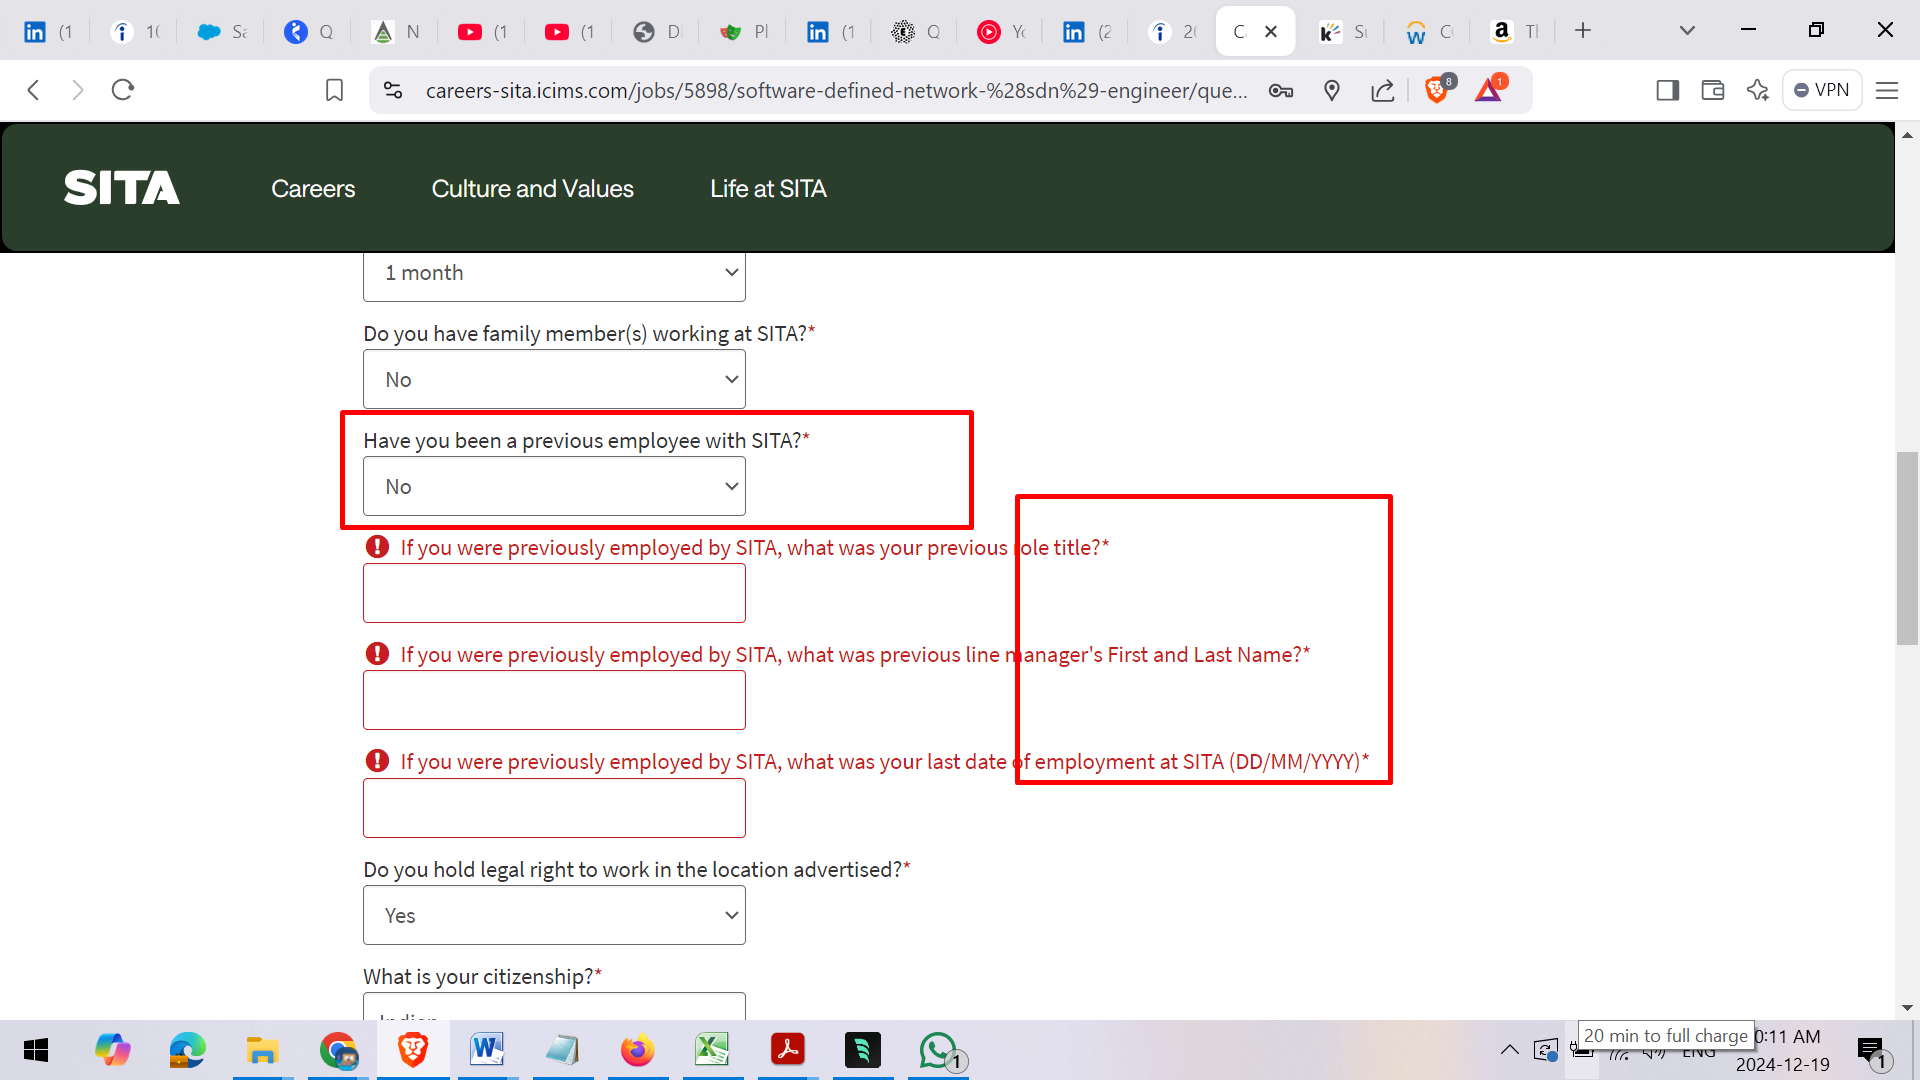 (1
1(
Sa
Q
N
(1
(1
D
Pl
(1
Q
Yo
(2
2(
C
Su
C
Tl
careers-sita.icims.com/jobs/5898/software-defined-network-%28sdn%29-engineer/que...
8
1
VPN
SITA
Careers
Culture and Values
Life at SITA
1 month
Do you have family member(s) working at SITA?*
No
Have you been a previous employee with SITA?*
No
If you were previously employed by SITA, what was your previous role title?*
If you were previously employed by SITA, what was previous line manager's First and Last Name?*
If you were previously employed by SITA, what was your last date of employment at SITA (DD/MM/YYYY)*
Do you hold legal right to work in the location advertised?*
Yes
What is your citizenship?*
Indian
20 min to full charge
0:11 AM
ENG
2024-12-19
1
1